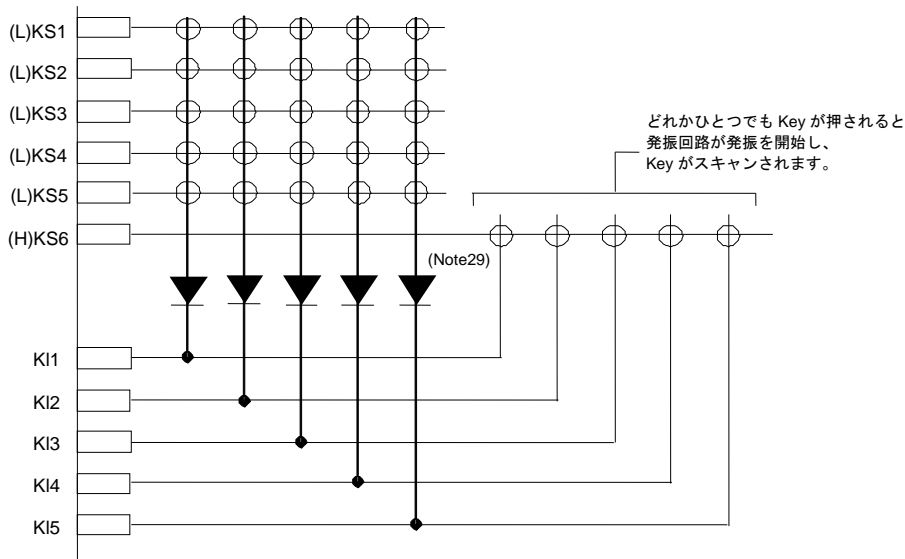 (L)KS1
(L)KS2
(L)KS3
(L)KS4
(L)KS5
(H)KS6
どれかひとつでも Key が押されると
発振回路が発振を開始し、
Key がスキャンされます。
(Note29)
KI1
KI2
KI3
KI4
KI5